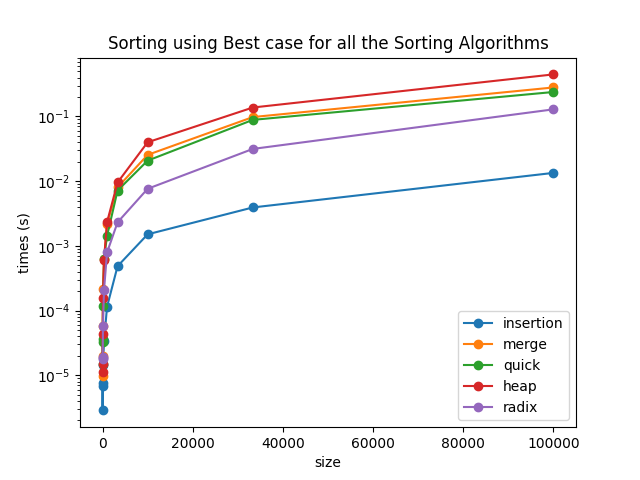 Sorting using Best case for all the Sorting Algorithms
times (s)
10⁻¹
10⁻²
10⁻³
10⁻⁴
10⁻⁵
insertion
merge
quick
heap
radix
0 20000 40000 60000 80000 100000
size